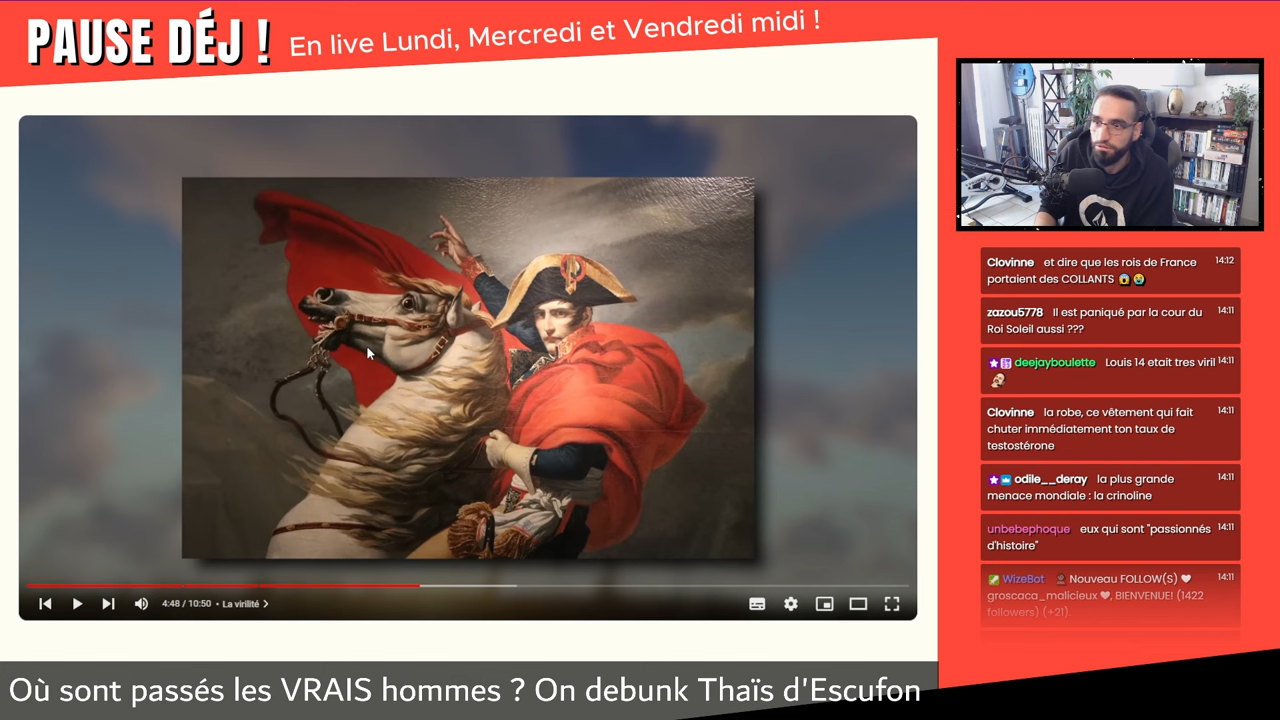 PAUSE DÉJ ! En live Lundi, Mercredi et Vendredi midi !
4:48 / 10:50 • La virilité
Clovinne et dire que les rois de France 14:12
portaient des COLLANTS 😱 😭
zazou5778 Il est paniqué par la cour du 14:11
Roi Soleil aussi ???
deejayboulette Louis 14 etait tres viril 14:11
Clovinne la robe, ce vêtement qui fait 14:11
chuter immédiatement ton taux de
testostérone
odile__deray la plus grande 14:11
menace mondiale : la crinoline
unbebephoque eux qui sont "passionnés 14:11
d'histoire"
WizeBot Nouveau FOLLOW(S) ❤ 14:11
groscaca_malicieux ❤, BIENVENUE! (1422
followers) (+21).
Où sont passés les VRAIS hommes ? On debunk Thaïs d'Escufon